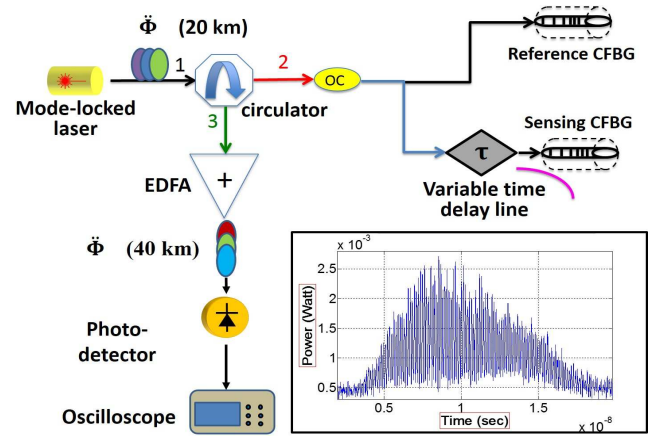 Φ̈ (20 km)
1
2
3
OC
Reference CFBG
Mode-locked
laser
circulator
Sensing CFBG
τ
EDFA
+
Variable time
delay line
Φ̈ (40 km)
Photo-
detector
Oscilloscope
x 10⁻³
2.5
2
1.5
1
0.5
Power (Watt)
0.5
1
1.5
Time (sec)
x 10⁻⁸